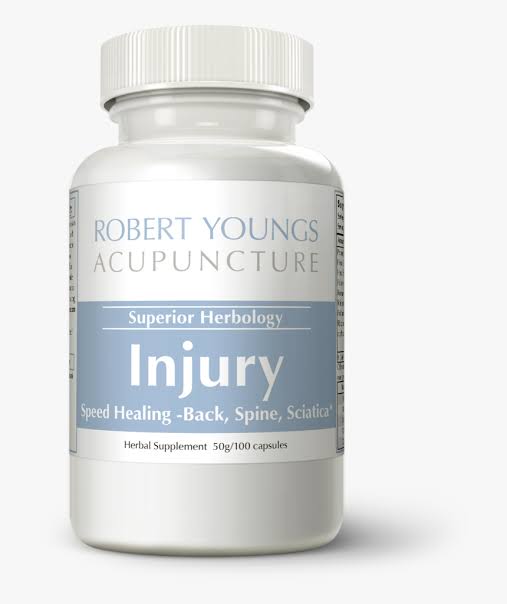 ROBERT YOUNGS
ACUPUNCTURE
Superior Herbology
Injury
Speed Healing -Back, Spine, Sciatica*
Herbal Supplement 50g/100 capsules